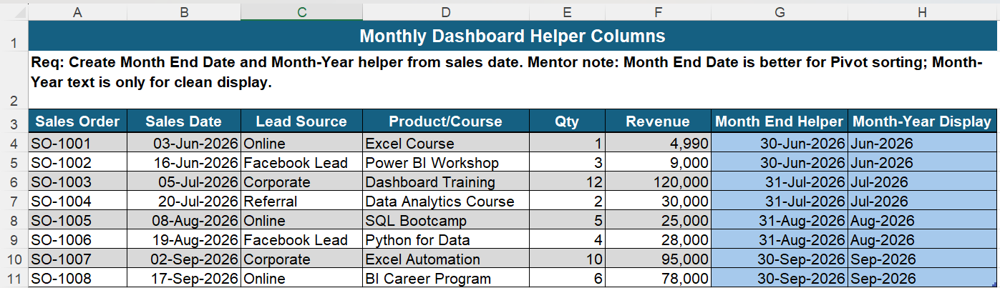 A B C D E F G H
1 Monthly Dashboard Helper Columns
Req: Create Month End Date and Month-Year helper from sales date. Mentor note: Month End Date is better for Pivot sorting; Month-
2 Year text is only for clean display.
3 Sales Order Sales Date Lead Source Product/Course Qty Revenue Month End Helper Month-Year Display
4 SO-1001 03-Jun-2026 Online Excel Course 1 4,990 30-Jun-2026 Jun-2026
5 SO-1002 16-Jun-2026 Facebook Lead Power BI Workshop 3 9,000 30-Jun-2026 Jun-2026
6 SO-1003 05-Jul-2026 Corporate Dashboard Training 12 120,000 31-Jul-2026 Jul-2026
7 SO-1004 20-Jul-2026 Referral Data Analytics Course 2 30,000 31-Jul-2026 Jul-2026
8 SO-1005 08-Aug-2026 Online SQL Bootcamp 5 25,000 31-Aug-2026 Aug-2026
9 SO-1006 19-Aug-2026 Facebook Lead Python for Data 4 28,000 31-Aug-2026 Aug-2026
10 SO-1007 02-Sep-2026 Corporate Excel Automation 10 95,000 30-Sep-2026 Sep-2026
11 SO-1008 17-Sep-2026 Online BI Career Program 6 78,000 30-Sep-2026 Sep-2026